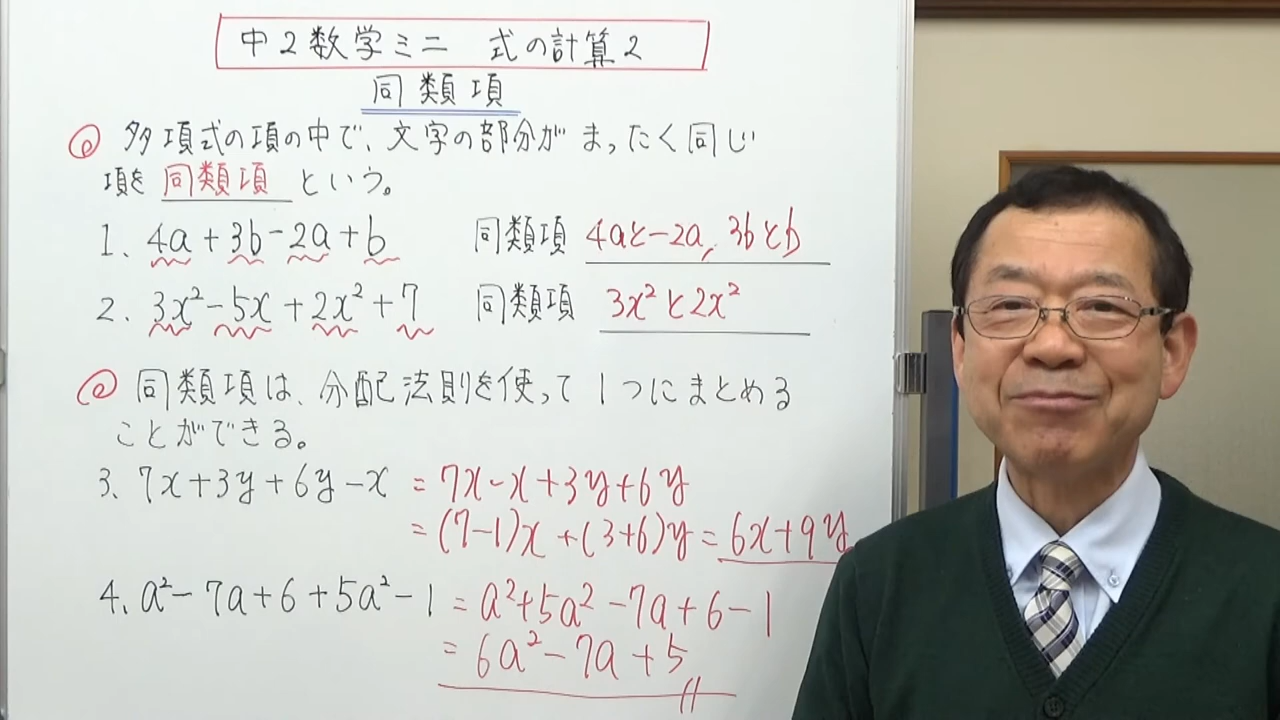 中2数学ミニ 式の計算2
同類項
◎ 多項式の項の中で、文字の部分がまったく同じ
項を 同類項 という。
1、4a+3b-2a+b 同類項 4aと-2a, 3bとb
2、3x²-5x+2x²+7 同類項 3x²と2x²
◎ 同類項は、分配法則を使って1つにまとめる
ことができる。
3、7x+3y+6y-x =7x-x+3y+6y
=(7-1)x+(3+6)y=6x+9y
4、a²-7a+6+5a²-1 =a²+5a²-7a+6-1
=6a²-7a+5